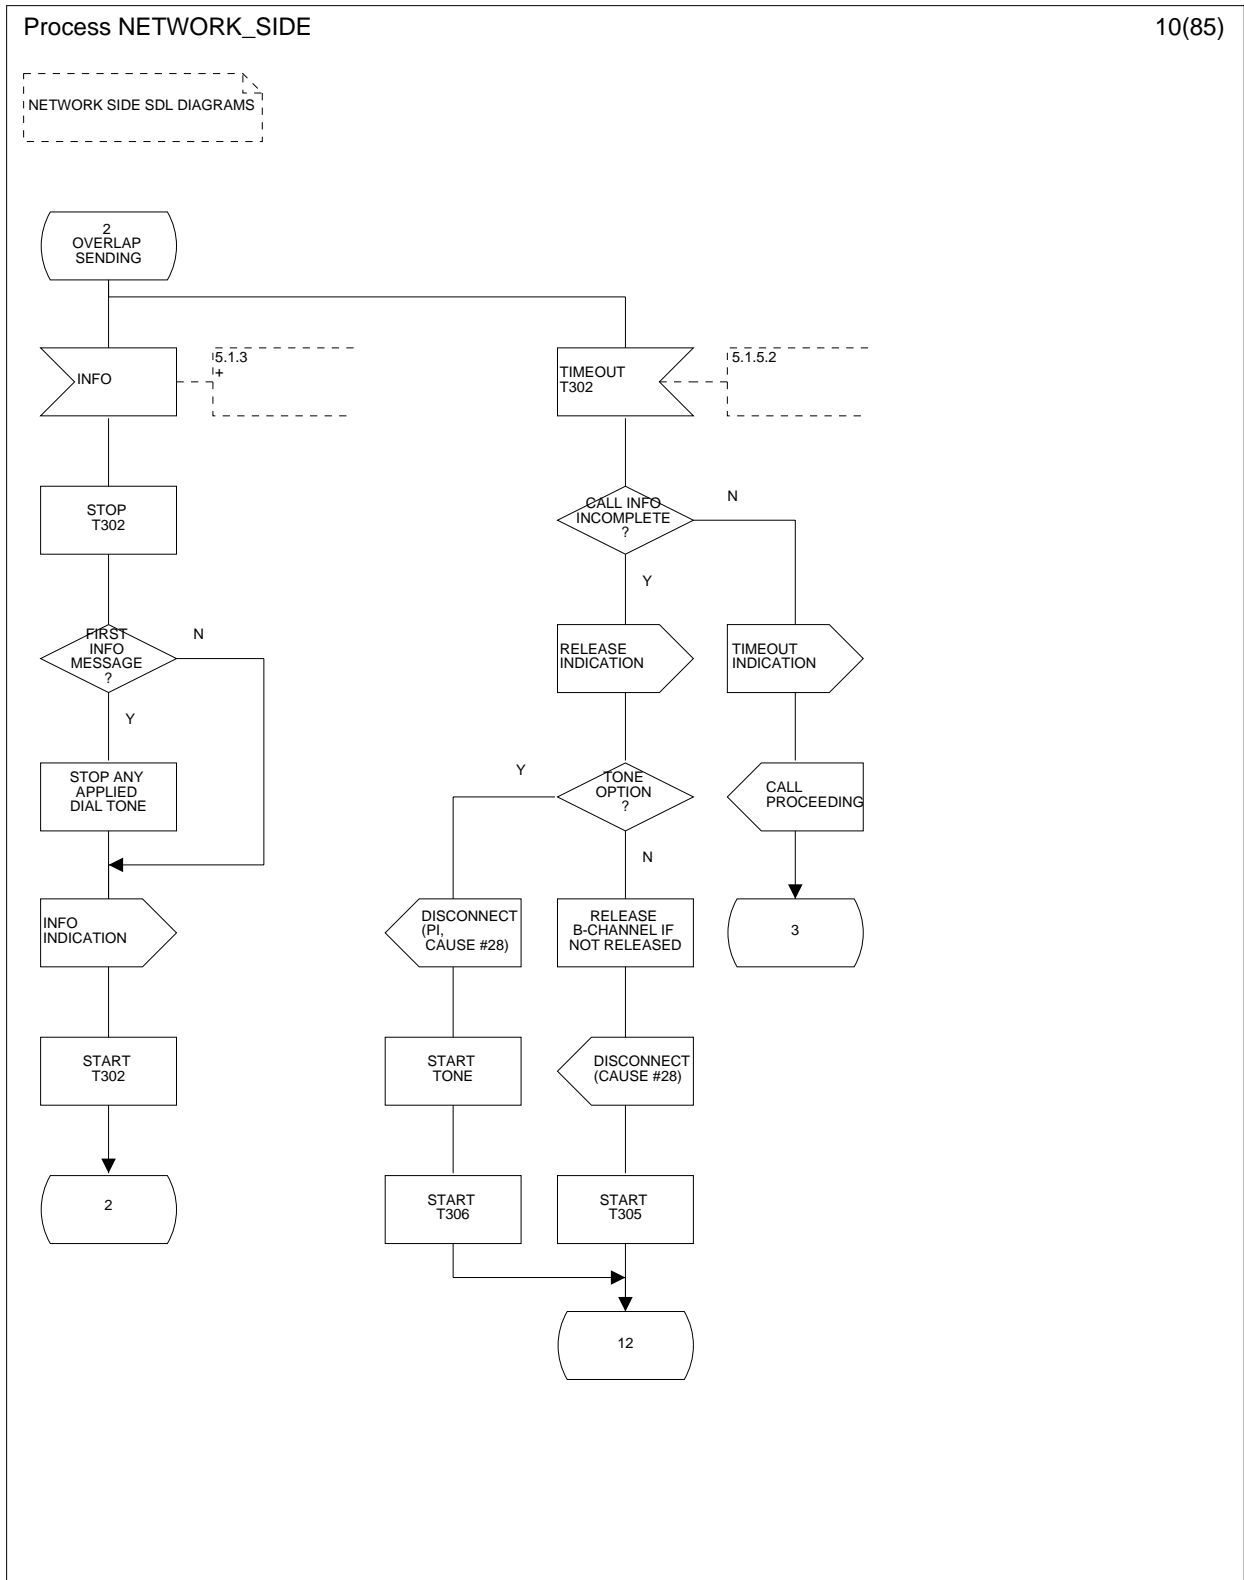 Process NETWORK_SIDE
10(85)
NETWORK SIDE SDL DIAGRAMS
2
OVERLAP
SENDING
INFO
5.1.3
+
TIMEOUT
T302
5.1.5.2
STOP
T302
CALL INFO
INCOMPLETE
?
N
Y
FIRST
INFO
MESSAGE
?
N
Y
RELEASE
INDICATION
TIMEOUT
INDICATION
STOP ANY
APPLIED
DIAL TONE
Y
TONE
OPTION
?
N
CALL
PROCEEDING
INFO
INDICATION
DISCONNECT
(PI,
CAUSE #28)
RELEASE
B-CHANNEL IF
NOT RELEASED
3
START
T302
START
TONE
DISCONNECT
(CAUSE #28)
2
START
T306
START
T305
12